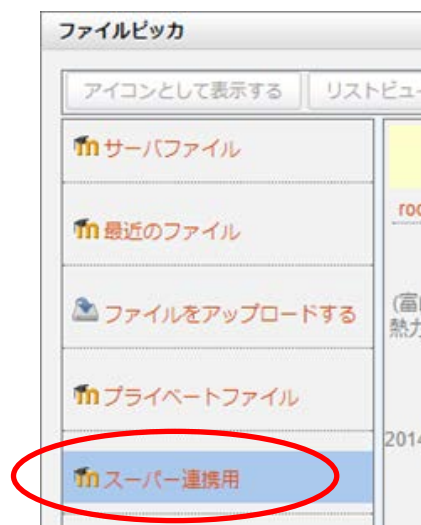 ファイルピッカ
アイコンとして表示する リストビュー
サーバファイル
最近のファイル
ファイルをアップロードする
プライベートファイル
スーパー連携用
roo
(富
熱力
2014